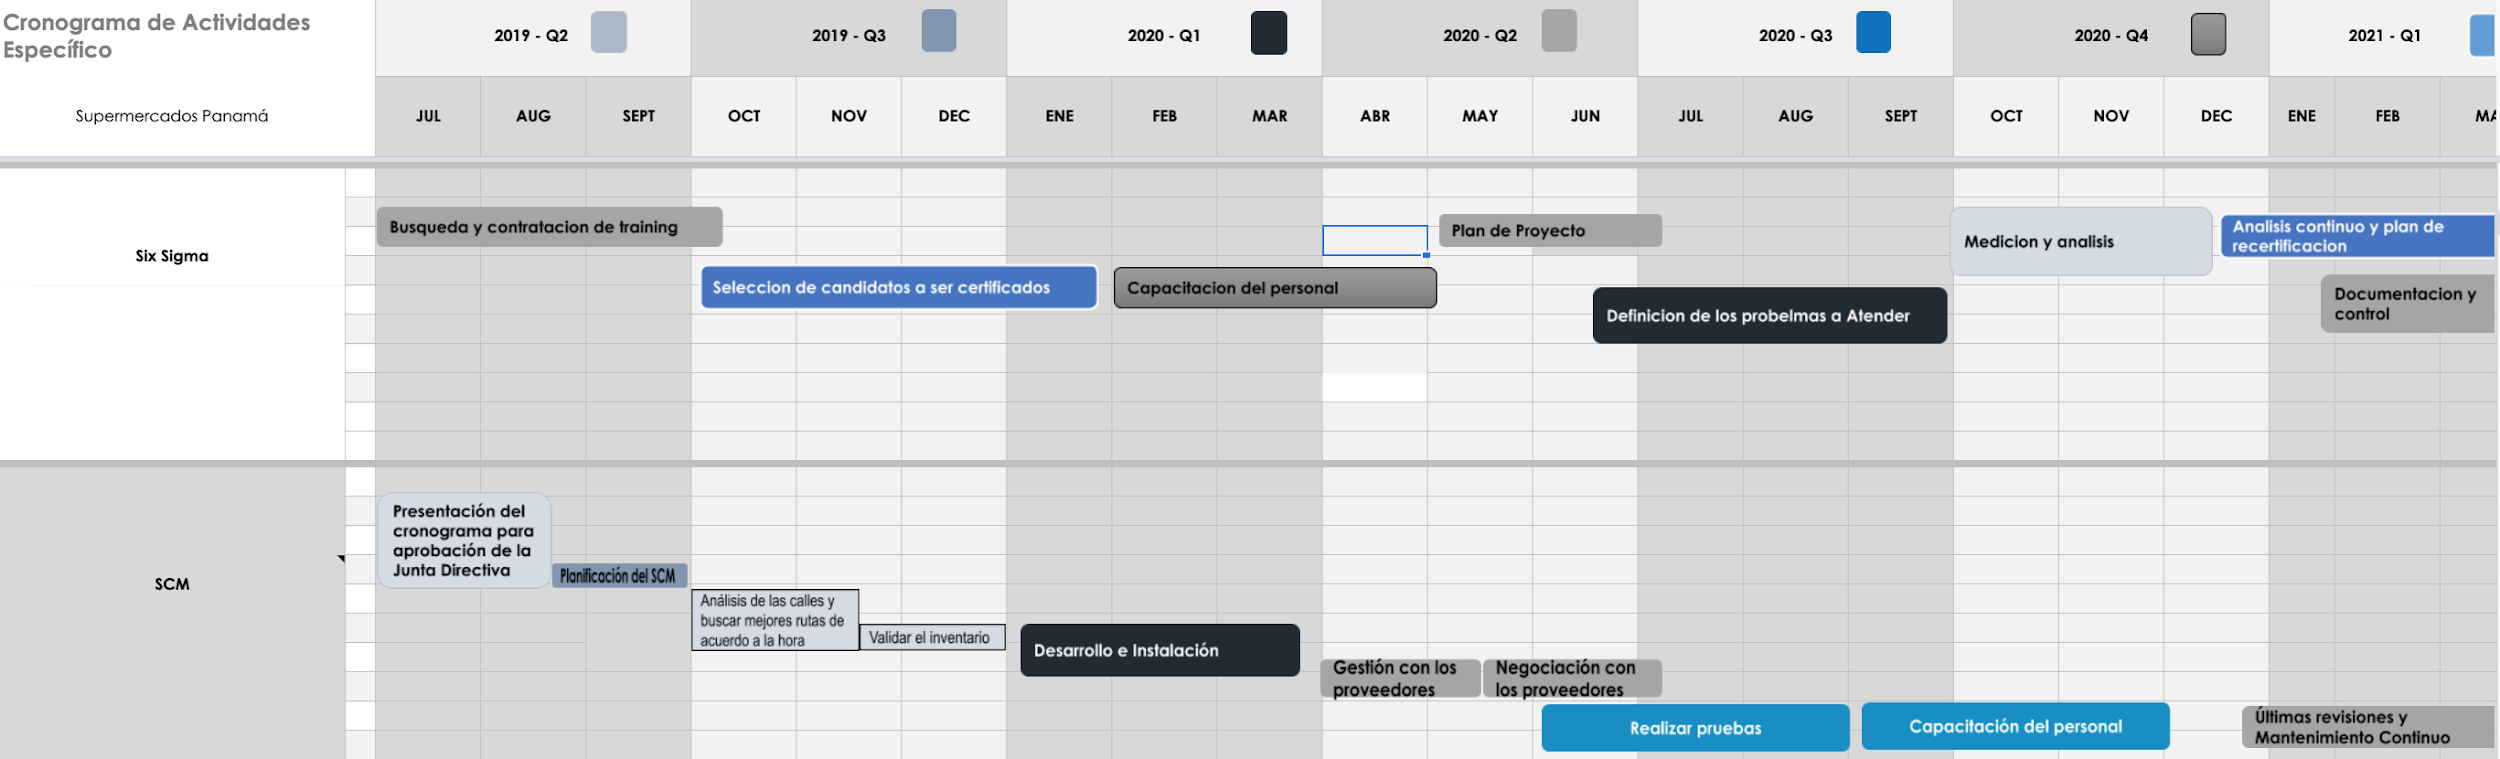 Cronograma de Actividades
Específico
2019 - Q2
2019 - Q3
2020 - Q1
2020 - Q2
2020 - Q3
2020 - Q4
2021 - Q1
Supermercados Panamá
JUL
AUG
SEPT
OCT
NOV
DEC
ENE
FEB
MAR
ABR
MAY
JUN
JUL
AUG
SEPT
OCT
NOV
DEC
ENE
FEB
MA
Six Sigma
Busqueda y contratacion de training
Seleccion de candidatos a ser certificados
Capacitacion del personal
Plan de Proyecto
Definicion de los probelmas a Atender
Medicion y analisis
Analisis continuo y plan de
recertificacion
Documentacion y
control
SCM
Presentación del
cronograma para
aprobación de la
Junta Directiva
Planificación del SCM
Análisis de las calles y
buscar mejores rutas de
acuerdo a la hora
Validar el inventario
Desarrollo e Instalación
Gestión con los
proveedores
Negociación con
los proveedores
Realizar pruebas
Capacitación del personal
Últimas revisiones y
Mantenimiento Continuo